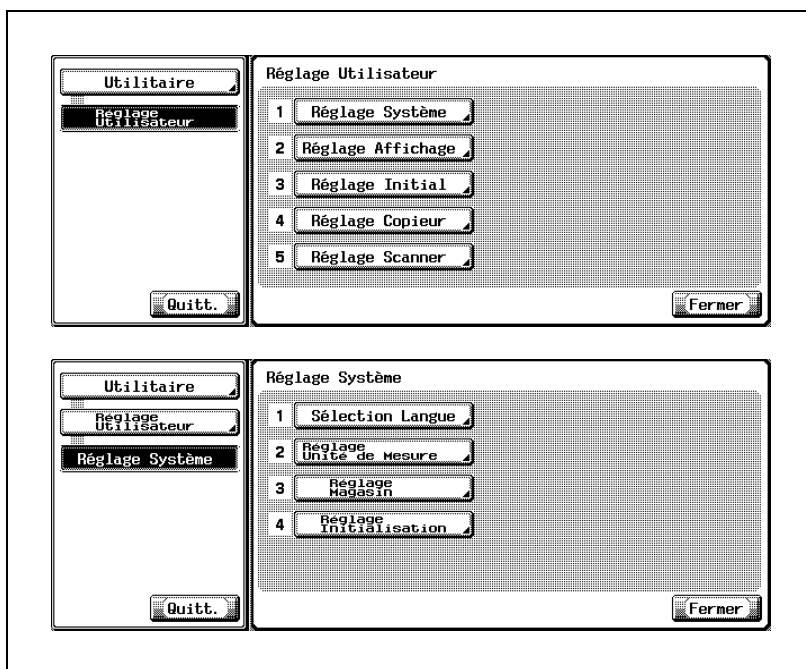 Utilitaire
Réglage
Utilisateur
Quitt.
Réglage Utilisateur
1 Réglage Système
2 Réglage Affichage
3 Réglage Initial
4 Réglage Copieur
5 Réglage Scanner
Fermer
Utilitaire
Réglage
Utilisateur
Réglage Système
Quitt.
Réglage Système
1 Sélection Langue
2 Réglage
Unité de Mesure
3 Réglage
Magasin
4 Réglage
Initialisation
Fermer